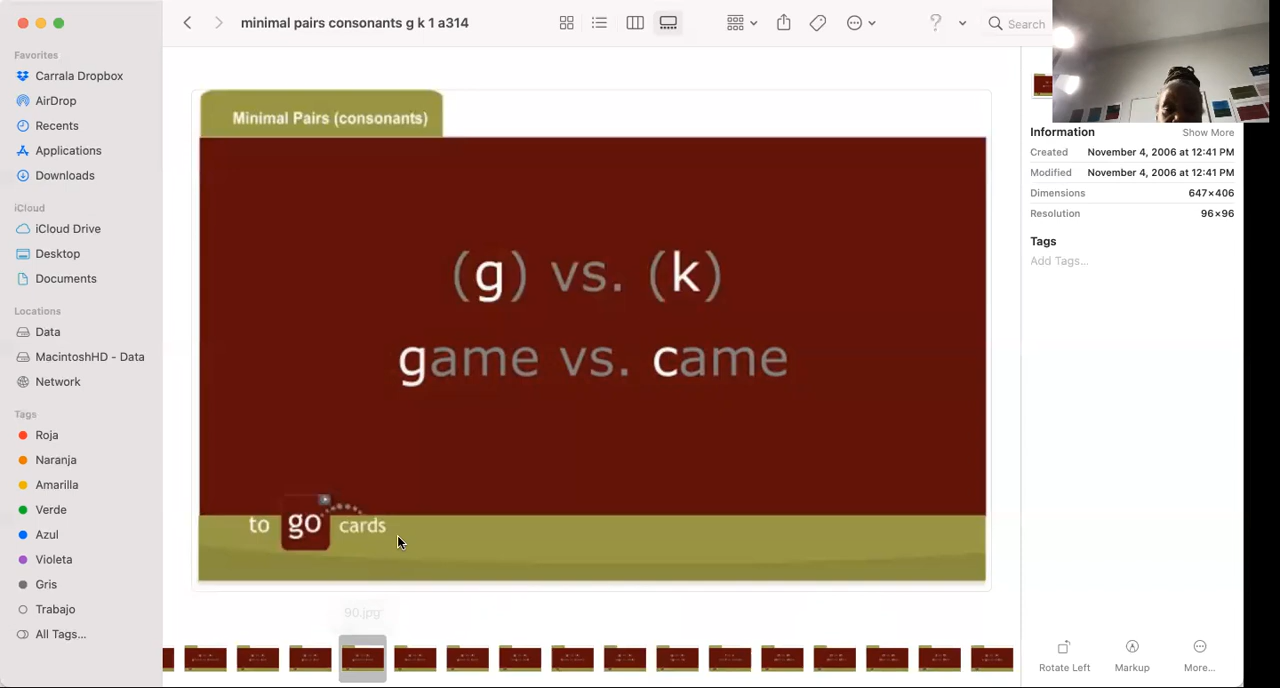 minimal pairs consonants g k 1 a314
Search
Favorites
Carrala Dropbox
AirDrop
Recents
Applications
Downloads
iCloud
iCloud Drive
Desktop
Documents
Locations
Data
MacintoshHD - Data
Network
Tags
Roja
Naranja
Amarilla
Verde
Azul
Violeta
Gris
Trabajo
All Tags...
Minimal Pairs (consonants)
(g) vs. (k)
game vs. came
to go cards
90.jpg
Information
Show More
Created November 4, 2006 at 12:41 PM
Modified November 4, 2006 at 12:41 PM
Dimensions 647×406
Resolution 96×96
Tags
Add Tags...
Rotate Left
Markup
More...